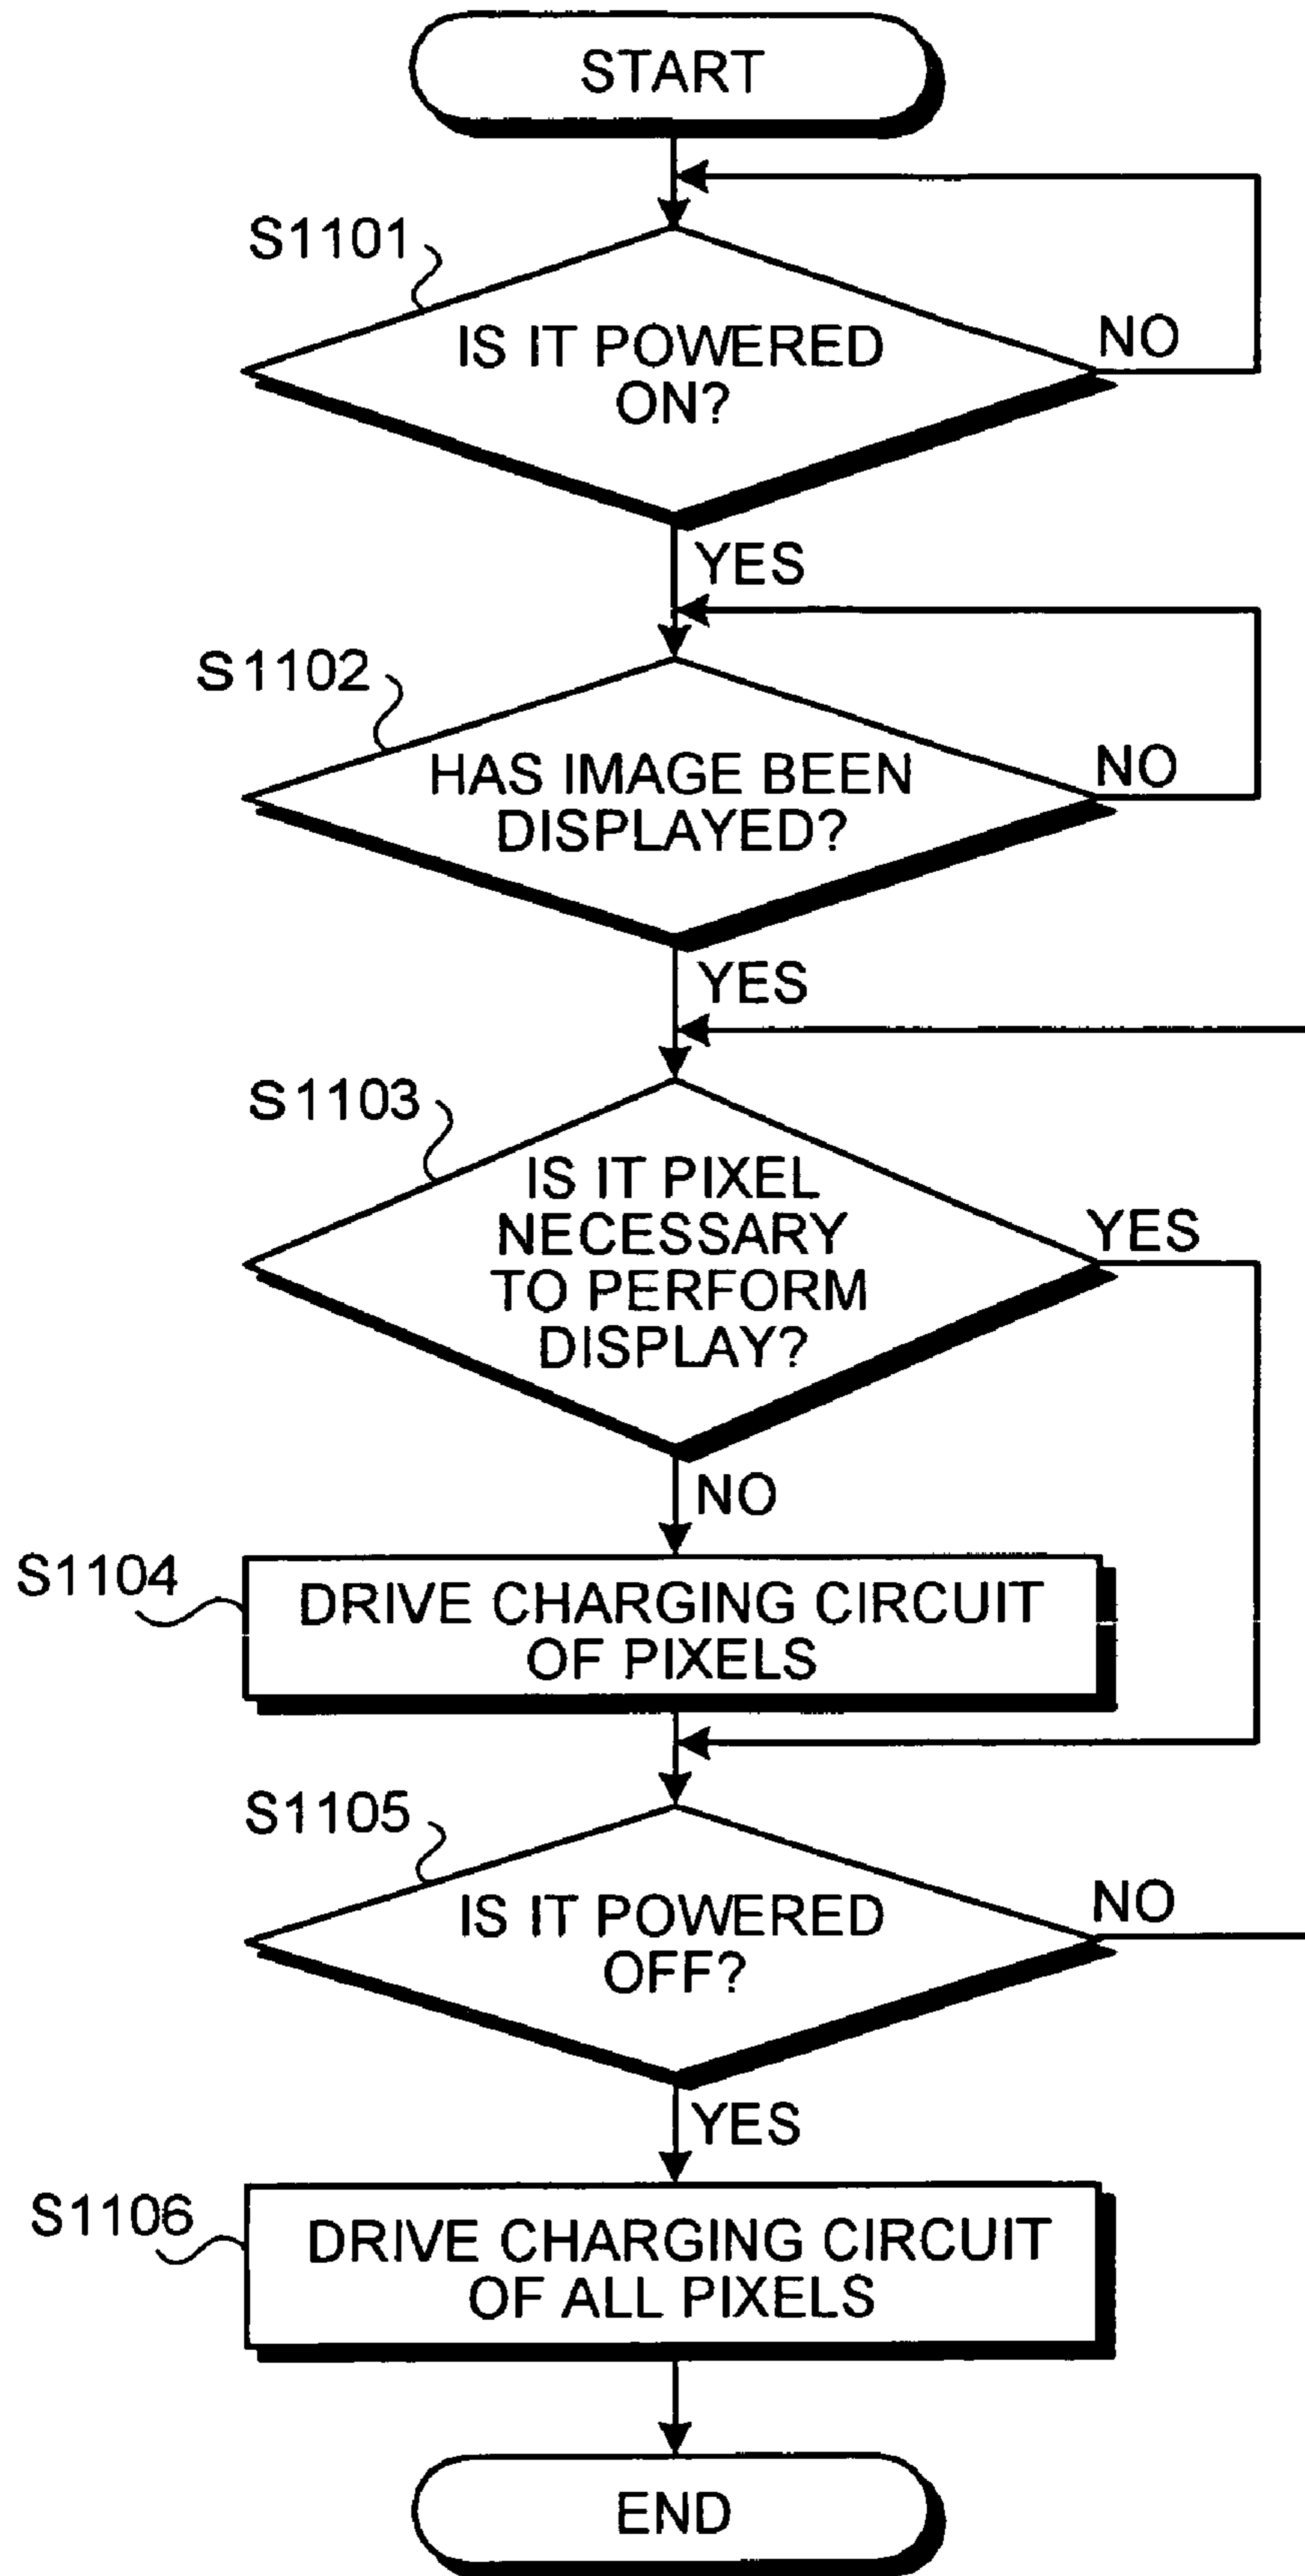 START
S1101
IS IT POWERED
ON?
NO
YES
S1102
HAS IMAGE BEEN
DISPLAYED?
NO
YES
S1103
IS IT PIXEL
NECESSARY
TO PERFORM
DISPLAY?
YES
NO
S1104
DRIVE CHARGING CIRCUIT
OF PIXELS
S1105
IS IT POWERED
OFF?
NO
YES
S1106
DRIVE CHARGING CIRCUIT
OF ALL PIXELS
END